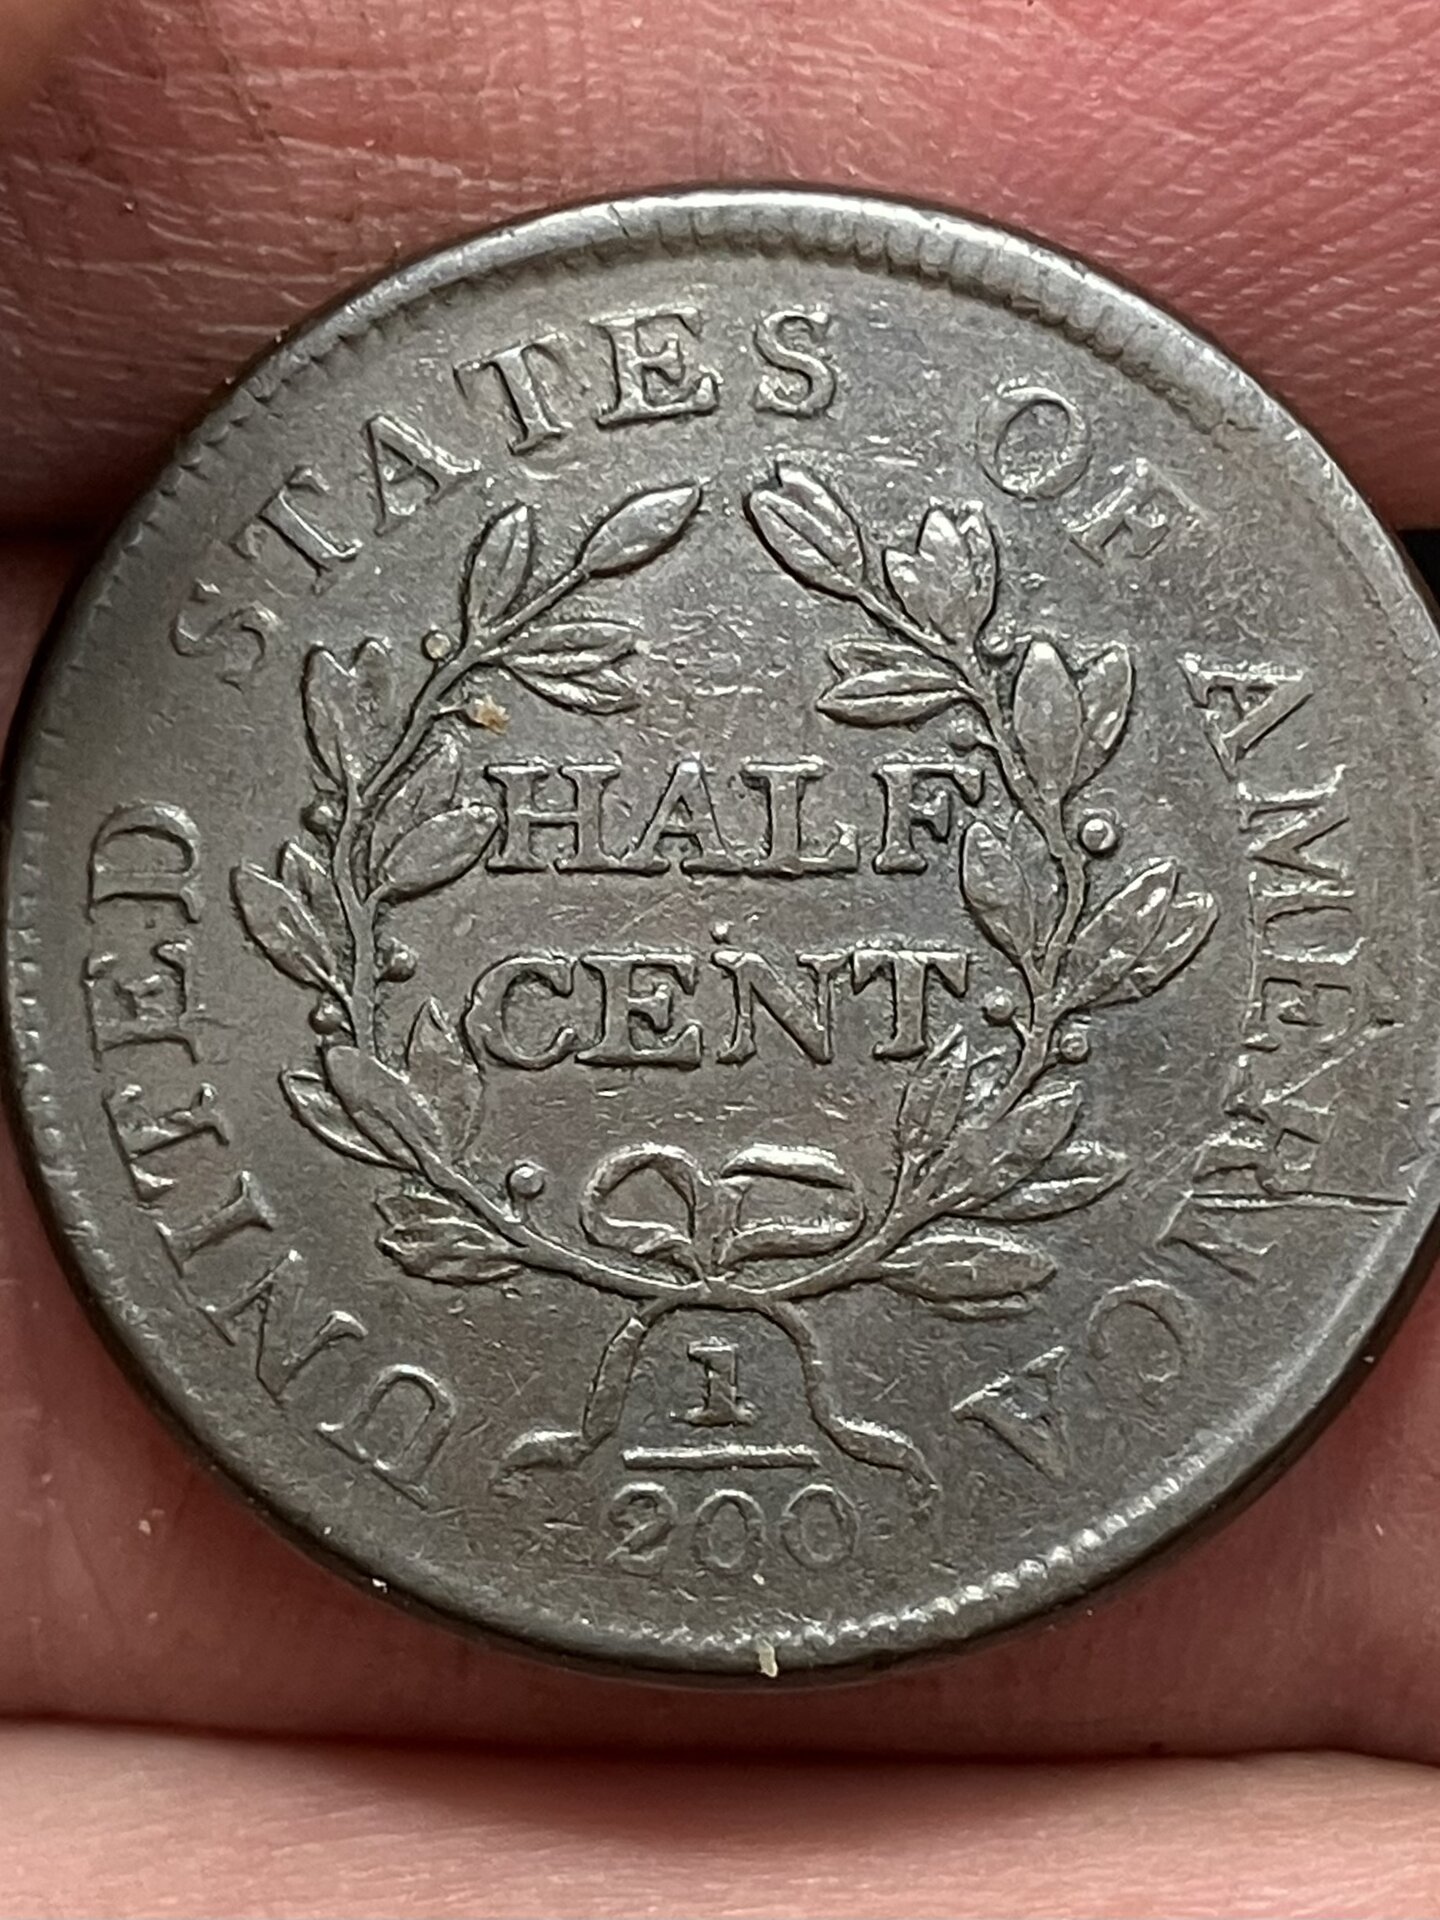 UNITED STATES OF AMERICA
HALF
CENT
1
200